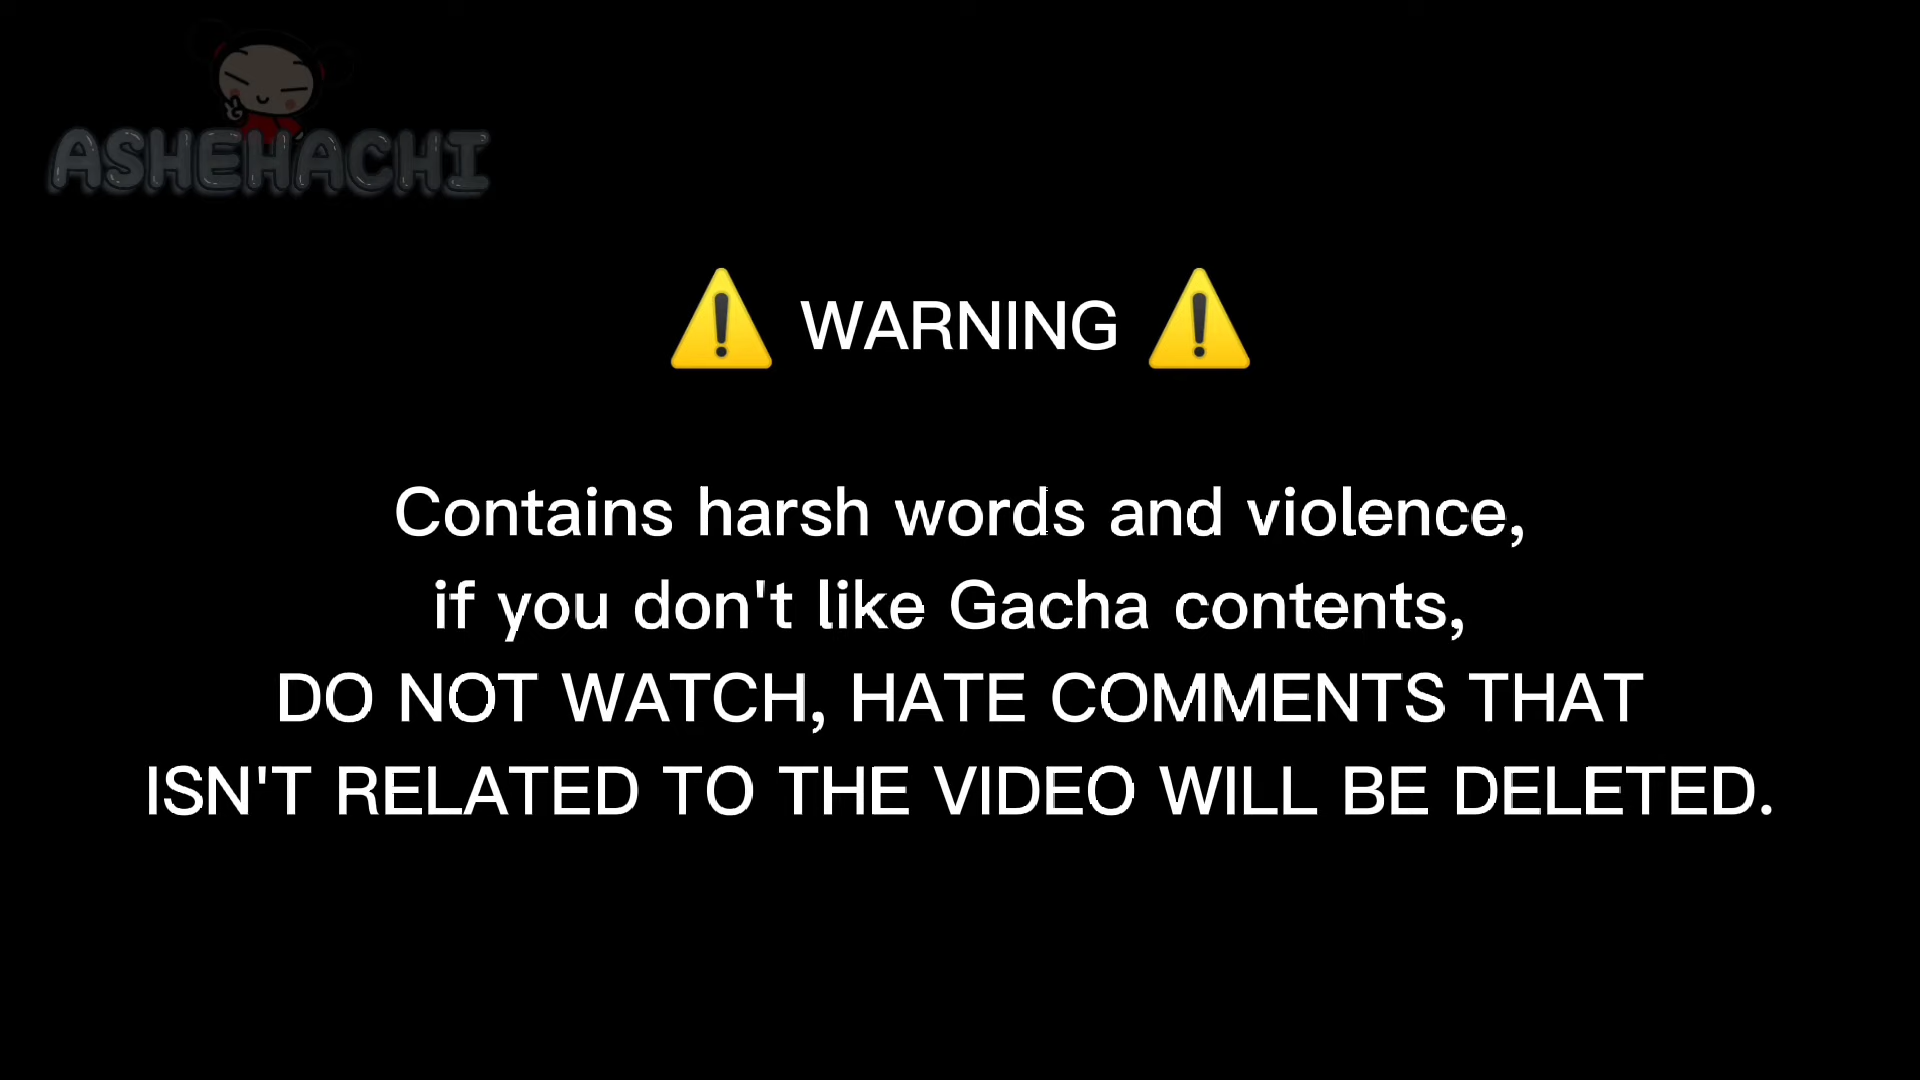 ASHEHACHI
⚠️ WARNING ⚠️
Contains harsh words and violence,
if you don't like Gacha contents,
DO NOT WATCH, HATE COMMENTS THAT
ISN'T RELATED TO THE VIDEO WILL BE DELETED.